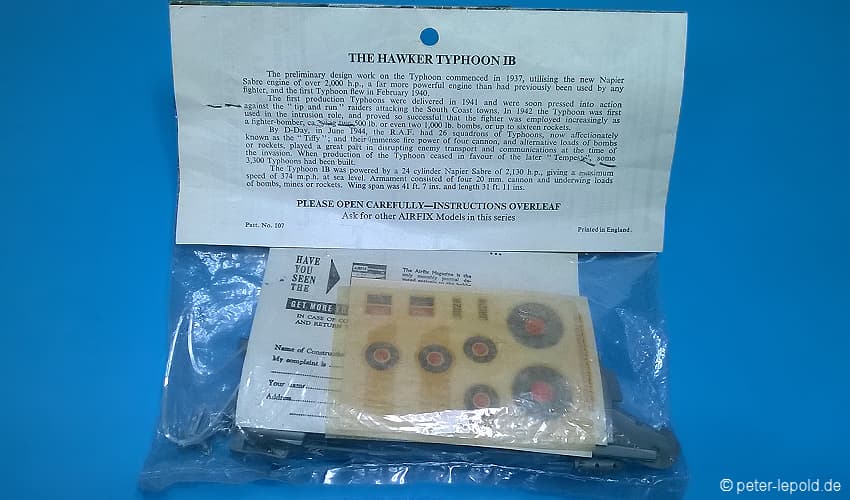 THE HAWKER TYPHOON IB
The preliminary design work on the Typhoon commenced in 1937, utilising the new Napier
Sabre engine of over 2,000 h.p., a far more powerful engine than had previously been used by any
fighter, and the first Typhoon flew in February 1940.
The first production Typhoons were delivered in 1941 and were soon pressed into action
against the "tip and run" raiders attacking the South Coast towns. In 1942 the Typhoon was first
used in the intrusion role, and proved so successful that the fighter was employed increasingly as
a fighter-bomber, carrying two 500 lb. or even two 1,000 lb. bombs, or up to sixteen rockets.
By D-Day, in June 1944, the R.A.F. had 26 squadrons of Typhoons, now affectionately
known as the "Tiffy"; and their immense fire power of four cannon, and alternative loads of bombs
or rockets, played a great part in disrupting enemy transport and communications at the time of
the invasion. When production of the Typhoon ceased in favour of the later "Tempest", some
3,300 Typhoons had been built.
The Typhoon IB was powered by a 24 cylinder Napier Sabre of 2,130 h.p., giving a maximum
speed of 374 m.p.h. at sea level. Armament consisted of four 20 mm. cannon and underwing loads
of bombs, mines or rockets. Wing span was 41 ft. 7 ins. and length 31 ft. 11 ins.
PLEASE OPEN CAREFULLY—INSTRUCTIONS OVERLEAF
Ask for other AIRFIX Models in this series
Patt. No. 107
Printed in England.
HAVE
YOU
SEEN
THE
The Airfix Magazine is the
only monthly journal
GET MORE
IN CASE OF
AND RETURN
Name of
My complaint is
Your name
Address
© peter-lepold.de